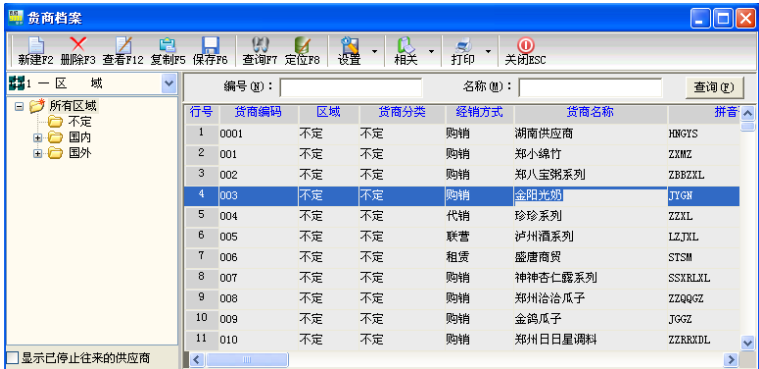 货商档案
新建F2 删除F3 查看F12 复制F5 保存F6 查询F7 定位F8 设置 相关 打印 关闭ESC
1 — 区 域
编号(N): 名称(M): 查询(F)
所有区域
不定
国内
国外
行号 货商编码 区域 货商分类 经销方式 货商名称 拼音
1 0001 不定 不定 购销 湖南供应商 HNGYS
2 001 不定 不定 购销 郑小绵竹 ZXMZ
3 002 不定 不定 购销 郑八宝粥系列 ZBBZXL
4 003 不定 不定 购销 金阳光奶 JYGN
5 004 不定 不定 代销 珍珍系列 ZZXL
6 005 不定 不定 联营 泸州酒系列 LZJXL
7 006 不定 不定 租赁 盛唐商贸 STSM
8 007 不定 不定 购销 神神杏仁露系列 SSXRLXL
9 008 不定 不定 购销 郑州洽洽瓜子 ZZQQGZ
10 009 不定 不定 购销 金鸽瓜子 JGGZ
11 010 不定 不定 购销 郑州日日星调料 ZZRRXDL
显示已停止往来的供应商